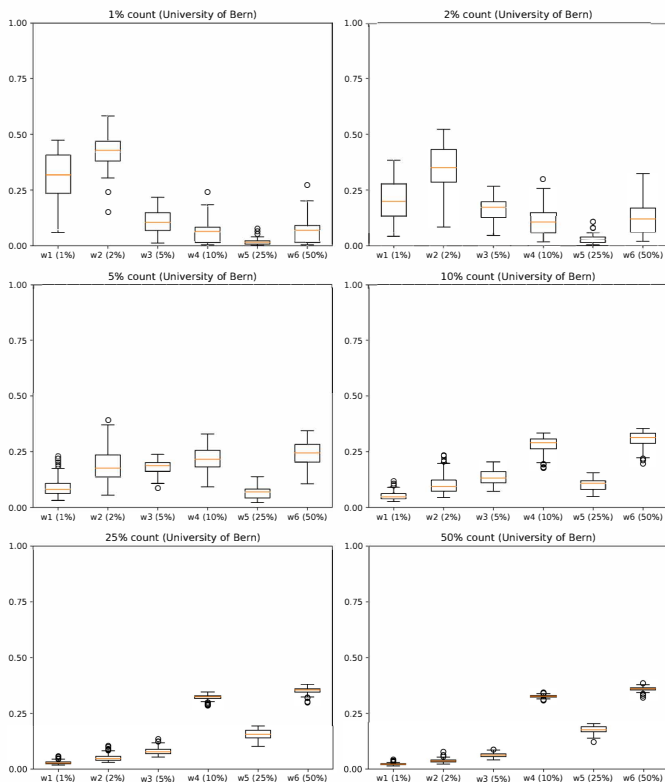 1% count (University of Bern)
1.00
0.75
0.50
0.25
0.00
w1 (1%) w2 (2%) w3 (5%) w4 (10%) w5 (25%) w6 (50%)
2% count (University of Bern)
1.00
0.75
0.50
0.25
0.00
w1 (1%) w2 (2%) w3 (5%) w4 (10%) w5 (25%) w6 (50%)
5% count (University of Bern)
1.00
0.75
0.50
0.25
0.00
w1 (1%) w2 (2%) w3 (5%) w4 (10%) w5 (25%) w6 (50%)
10% count (University of Bern)
1.00
0.75
0.50
0.25
0.00
w1 (1%) w2 (2%) w3 (5%) w4 (10%) w5 (25%) w6 (50%)
25% count (University of Bern)
1.00
0.75
0.50
0.25
0.00
w1 (1%) w2 (2%) w3 (5%) w4 (10%) w5 (25%) w6 (50%)
50% count (University of Bern)
1.00
0.75
0.50
0.25
0.00
w1 (1%) w2 (2%) w3 (5%) w4 (10%) w5 (25%) w6 (50%)